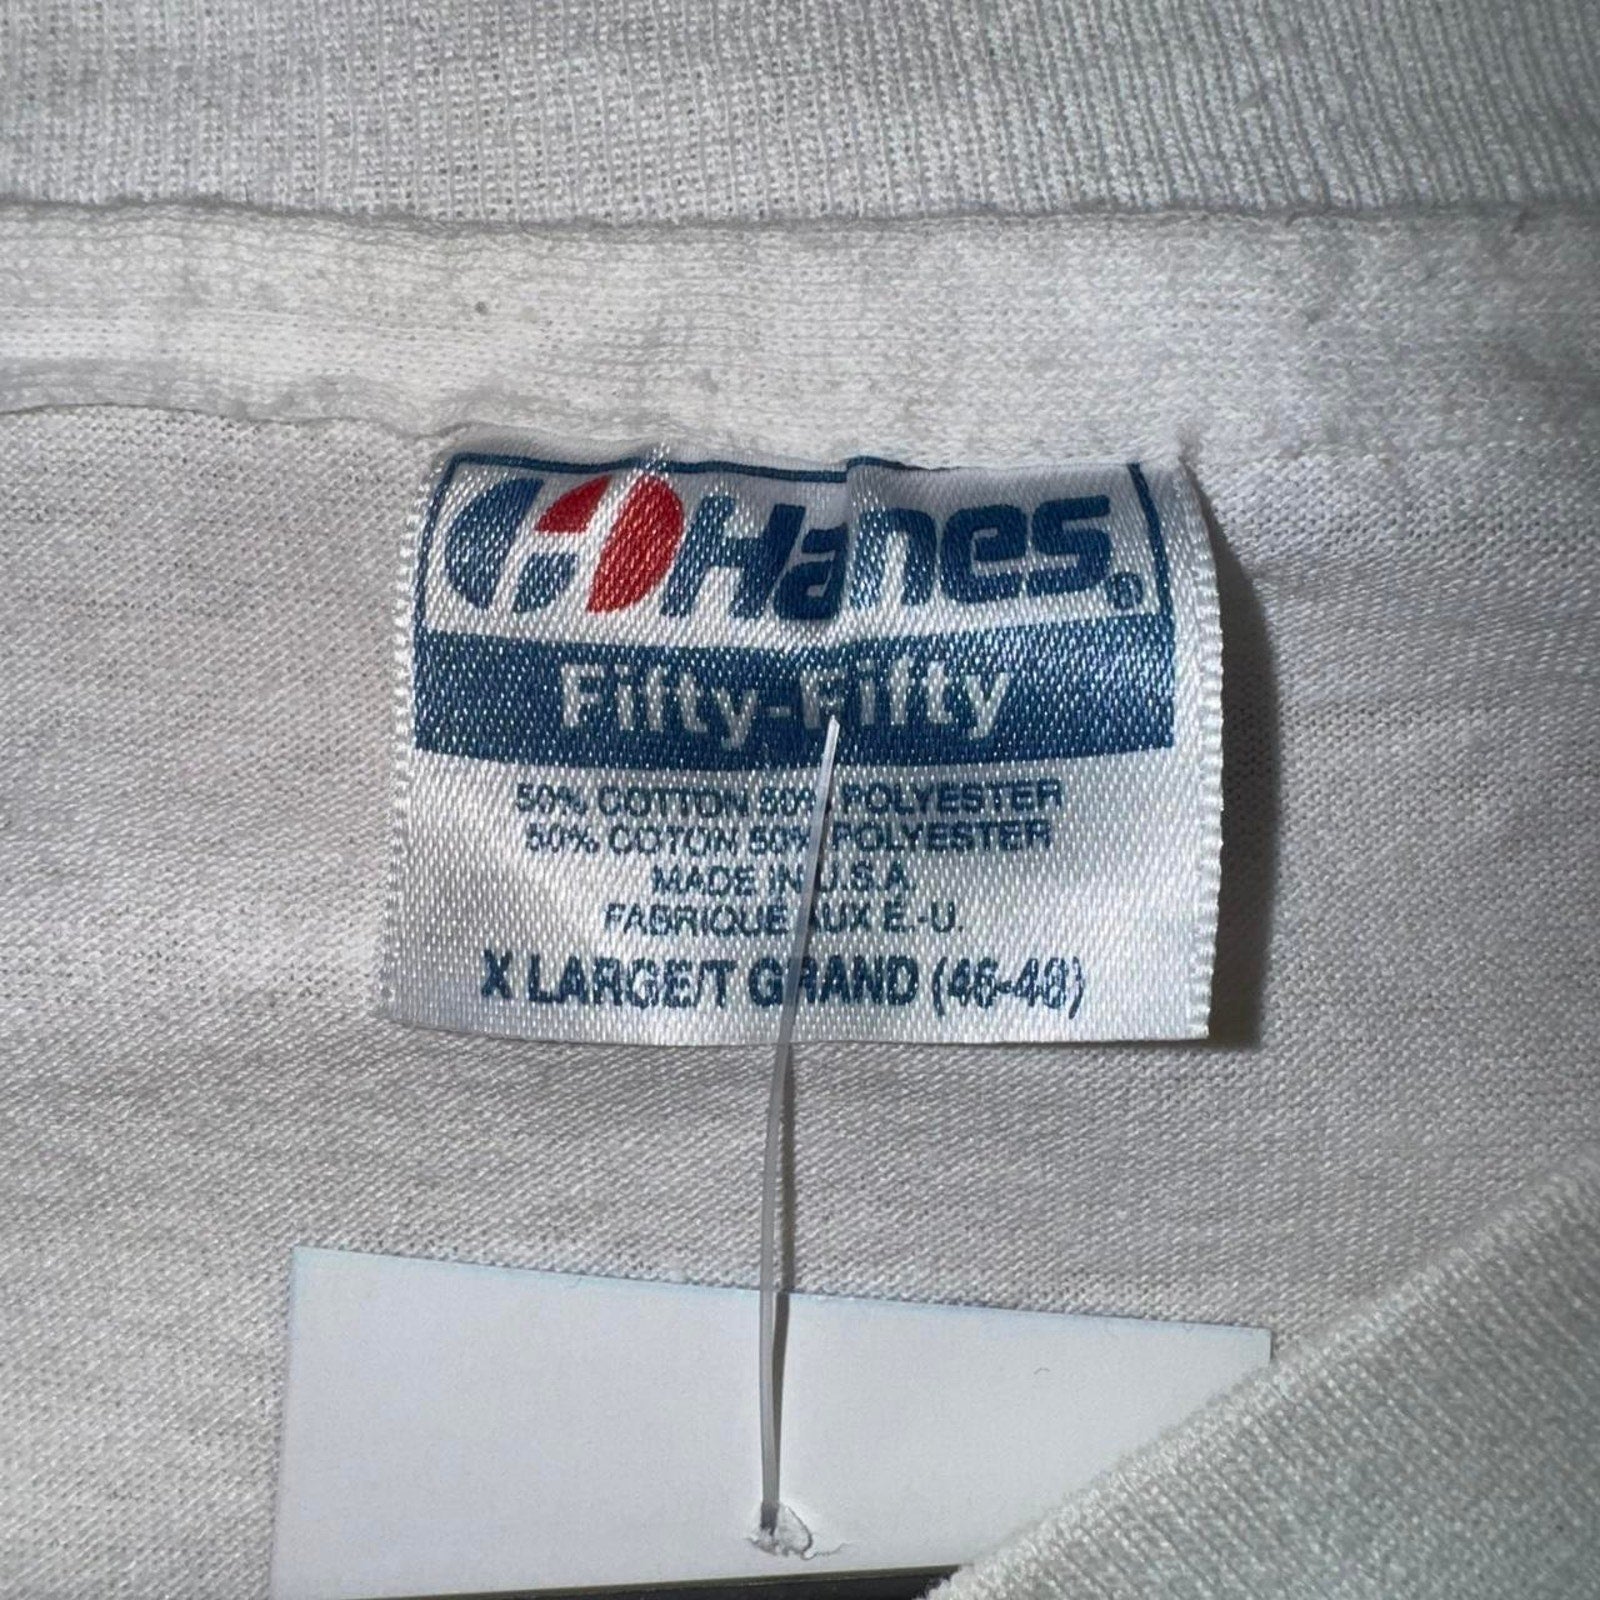 Hanes®
Fifty-Fifty
50% COTTON 50% POLYESTER
50% COTON 50% POLYESTER
MADE IN U.S.A.
FABRIQUE AUX E.-U.
X LARGE/T GRAND (46-48)